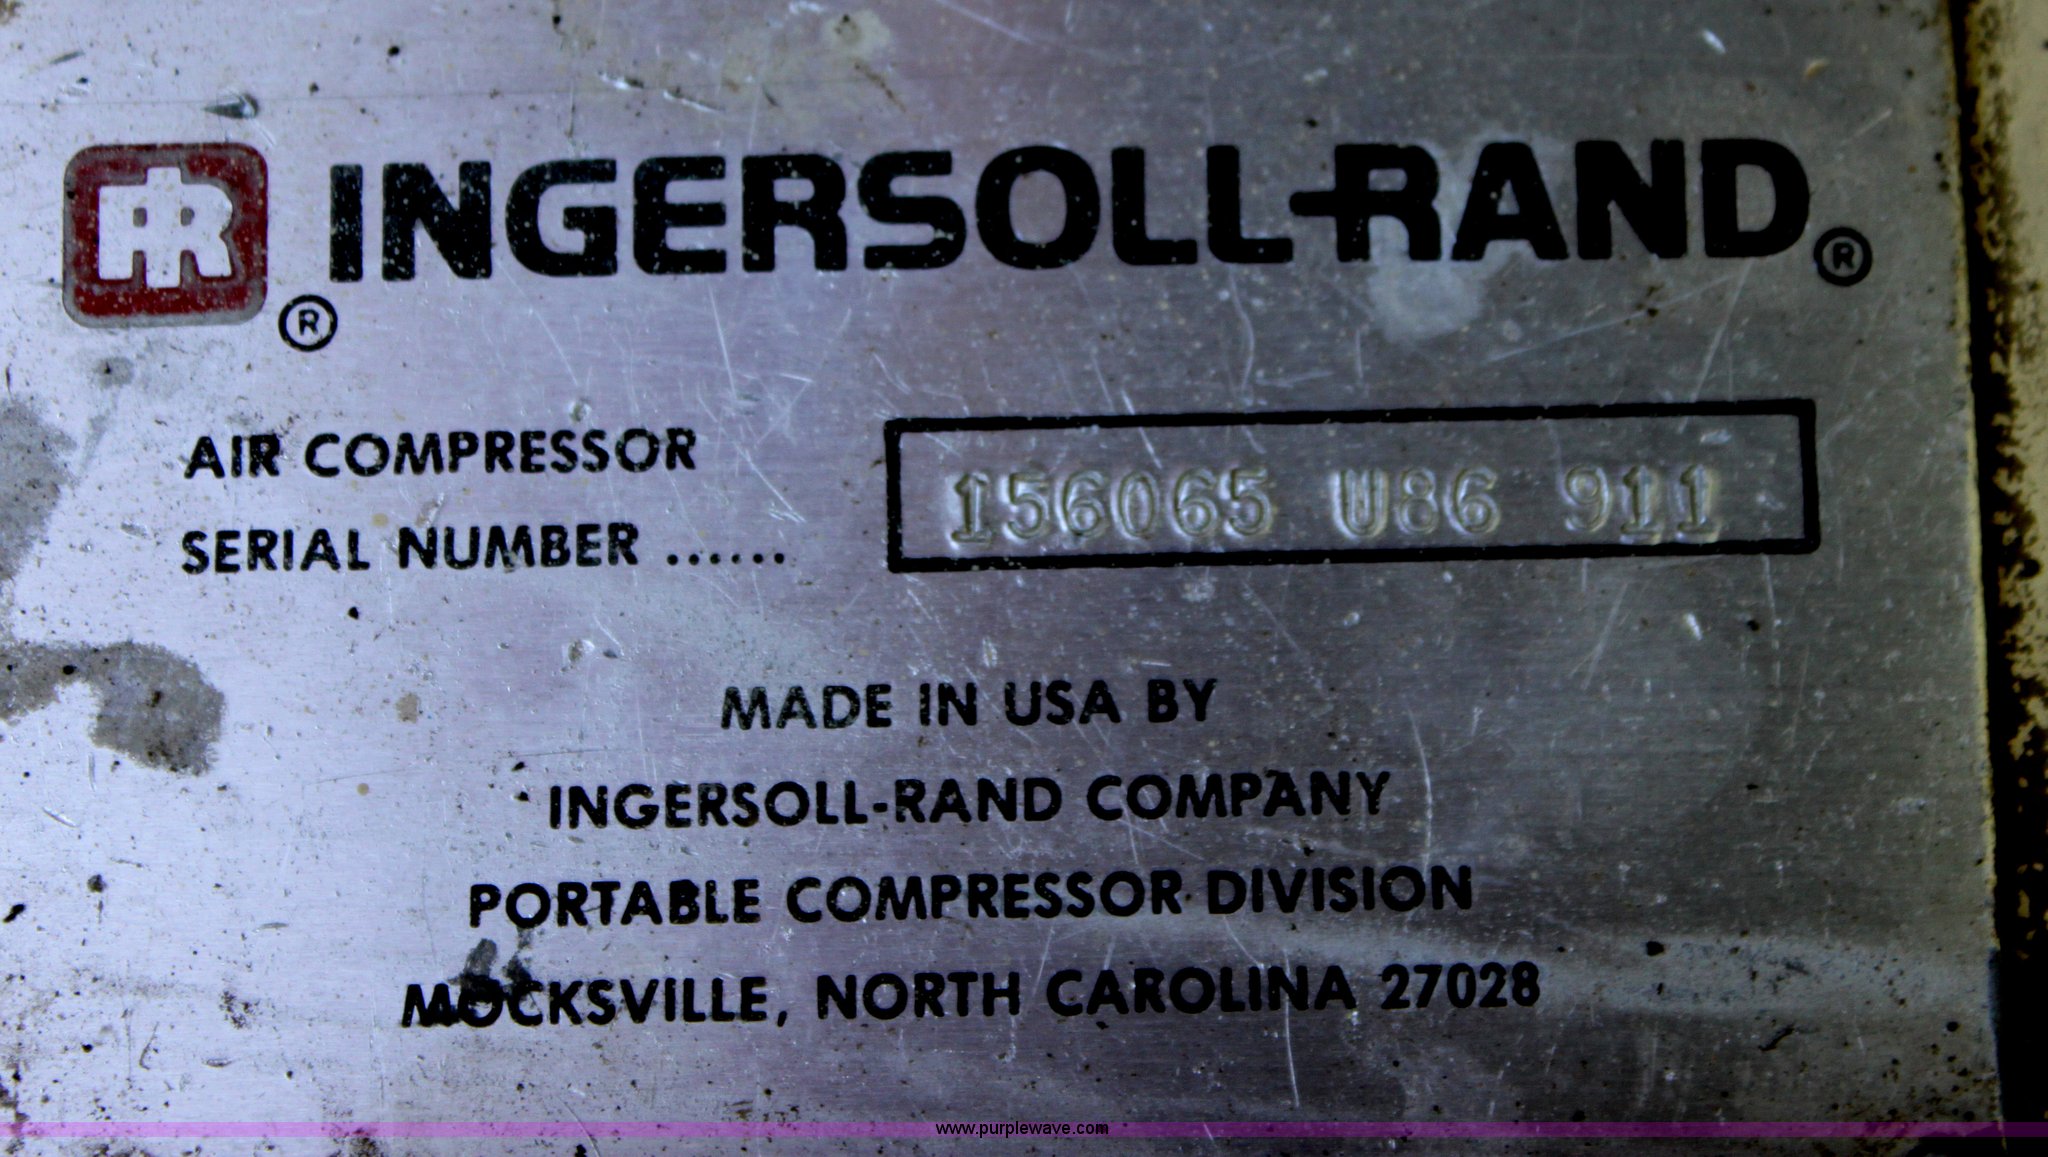 IR ® INGERSOLL-RAND®
AIR COMPRESSOR
SERIAL NUMBER ...... 156065 U86 911
MADE IN USA BY
INGERSOLL-RAND COMPANY
PORTABLE COMPRESSOR DIVISION
MOCKSVILLE, NORTH CAROLINA 27028
www.purplewave.com